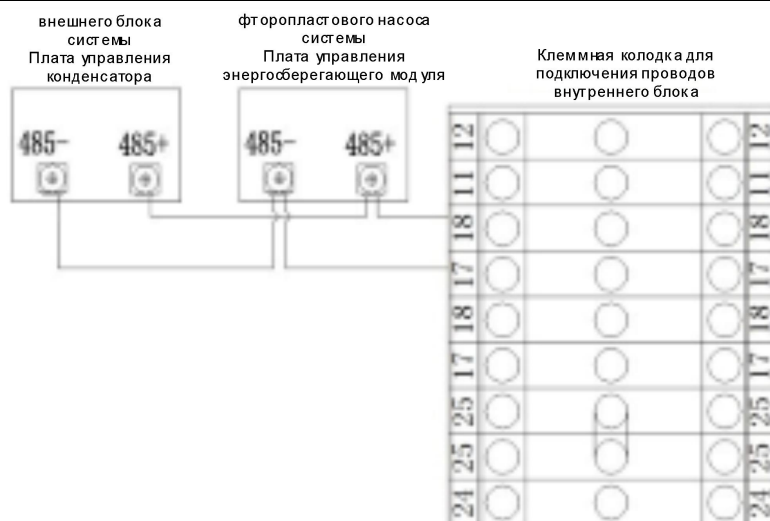 внешнего блока
системы
Плата управления
конденсатора
фторопластового насоса
системы
Плата управления
энергосберегающего модуля
Клеммная колодка для
подключения проводов
внутреннего блока
485-
485+
485-
485+
12
12
11
11
18
18
17
17
18
18
17
17
25
25
25
25
24
24